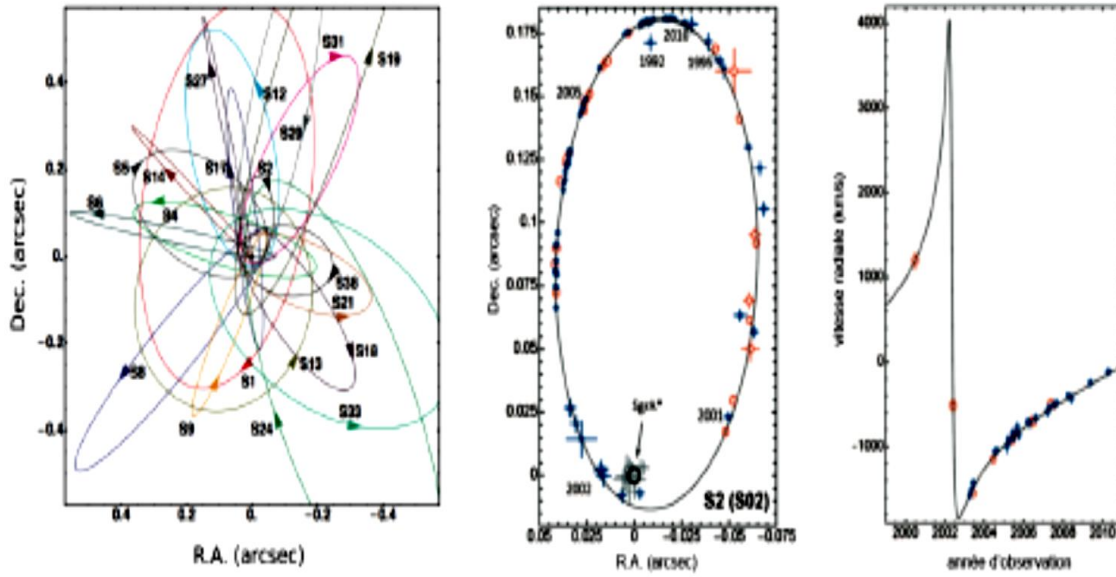 S31
S19
S27
S12
S29
S5
S14
S17
S2
S6
S4
S38
S21
S18
S8
S1
S13
S9
S24
S33
0.4
0.2
0.
-0.2
-0.4
0.4
0.2
0.
-0.2
-0.4
Dec. (arcsec)
R.A. (arcsec)
0.175
0.15
0.125
0.1
0.075
0.05
0.025
0
Dec. (arcsec)
2010
1992
1995
2005
2001
SgrA*
2002
S2 (S02)
0.05
0.025
0
-0.025
-0.05
-0.075
R.A. (arcsec)
4000
3000
2000
1000
0
-1000
vitesse radiale (km/s)
2000
2002
2004
2006
2008
2010
année d'observation